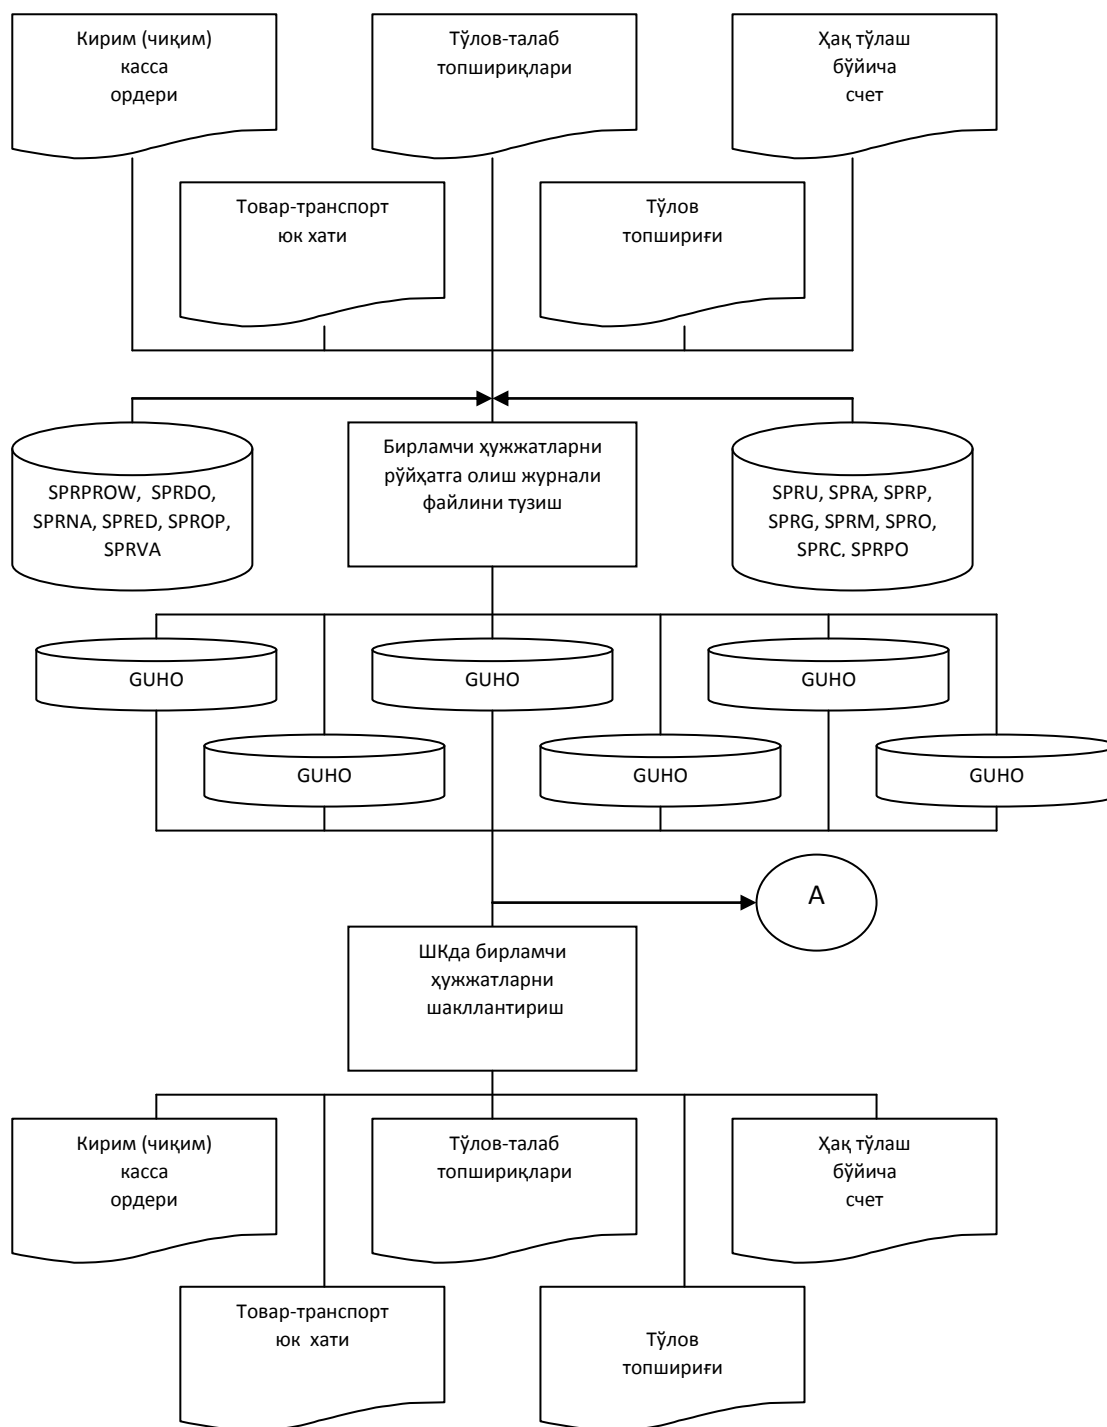 Кирим (чиқим)
касса
ордери
Тўлов-талаб
топшириқлари
Ҳақ тўлаш
бўйича
счет
Товар-транспорт
юк хати
Тўлов
топшириғи
SPRPROW, SPRDO,
SPRNA, SPRED, SPROP,
SPRVA
Бирламчи ҳужжатларни
рўйҳатга олиш журнали
файлини тузиш
SPRU, SPRA, SPRP,
SPRG, SPRM, SPRO,
SPRC, SPRPO
GUHO
GUHO
GUHO
GUHO
GUHO
GUHO
А
ШКда бирламчи
ҳужжатларни
шакллантириш
Кирим (чиқим)
касса
ордери
Тўлов-талаб
топшириқлари
Ҳақ тўлаш
бўйича
счет
Товар-транспорт
юк хати
Тўлов
топшириғи